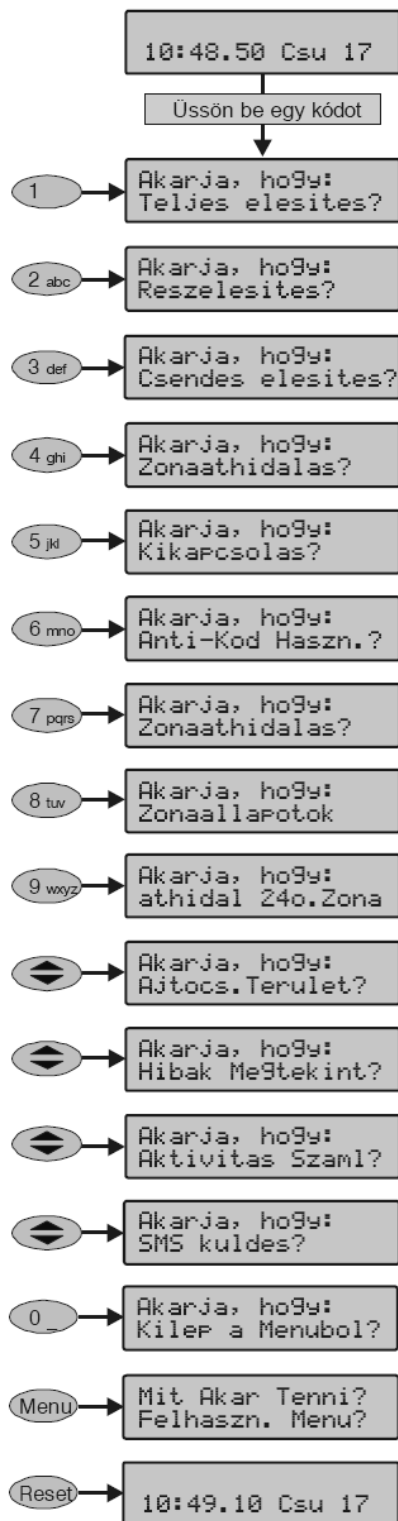 10:48.50 Csu 17
Üssön be egy kódot
1
Akarja, hogy:
Teljes elesites?
2 abc
Akarja, hogy:
Reszelesites?
3 def
Akarja, hogy:
Csendes elesites?
4 ghi
Akarja, hogy:
Zonaathidalas?
5 jkl
Akarja, hogy:
Kikapcsolas?
6 mno
Akarja, hogy:
Anti-Kod Haszn.?
7 pqrs
Akarja, hogy:
Zonaathidalas?
8 tuv
Akarja, hogy:
Zonaallapotok
9 wxyz
Akarja, hogy:
athidal 24o.Zona
Akarja, hogy:
Ajtocs.Terulet?
Akarja, hogy:
Hibak Megtekint?
Akarja, hogy:
Aktivitas Szaml?
Akarja, hogy:
SMS kuldes?
0 _
Akarja, hogy:
Kilep a Menubol?
Menu
Mit Akar Tenni?
Felhaszn. Menu?
Reset
10:49.10 Csu 17